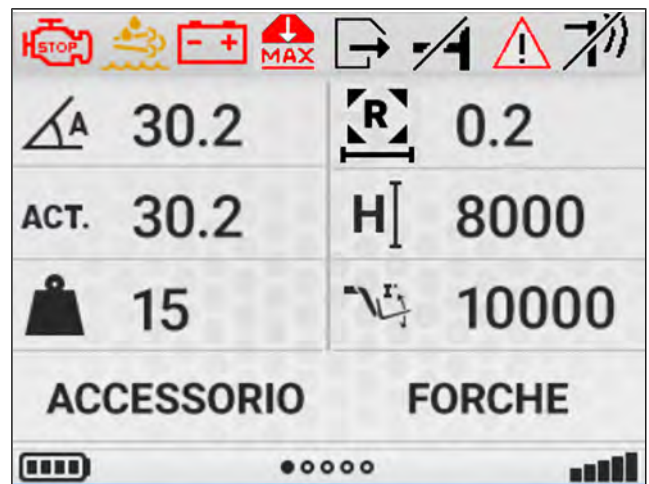 STOP MAX
A 30.2 R 0.2
ACT. 30.2 H 8000
15 10000
ACCESSORIO FORCHE